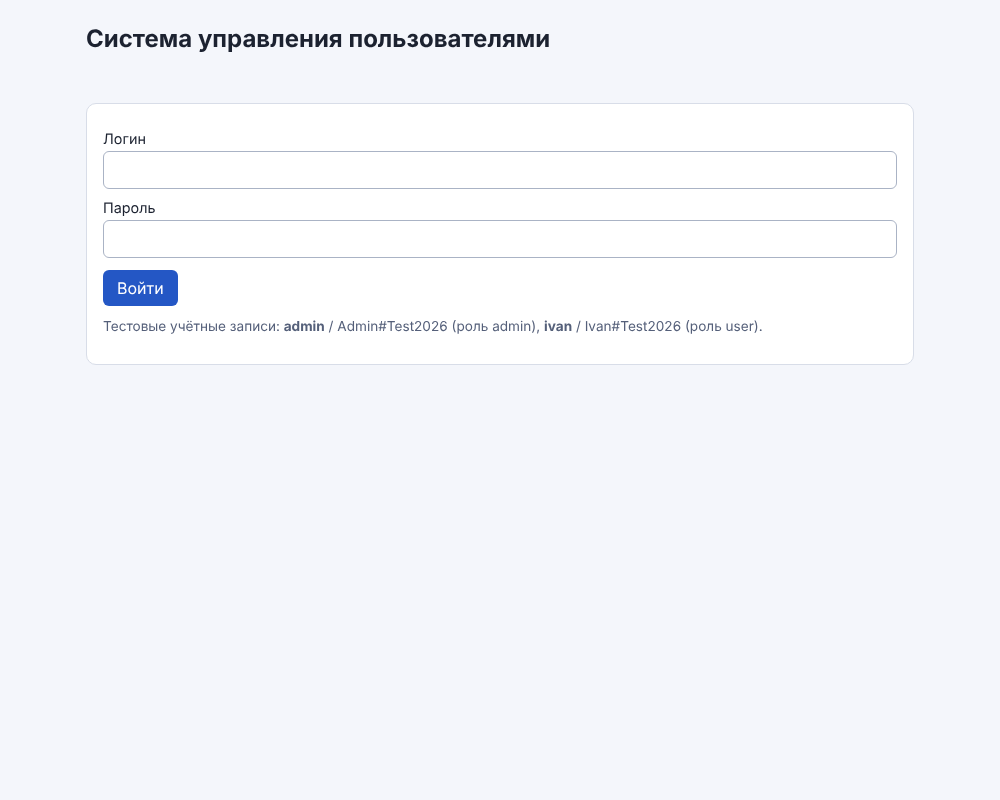 Система управления пользователями
Логин
Пароль
Войти
Тестовые учётные записи: admin / Admin#Test2026 (роль admin), ivan / Ivan#Test2026 (роль user).